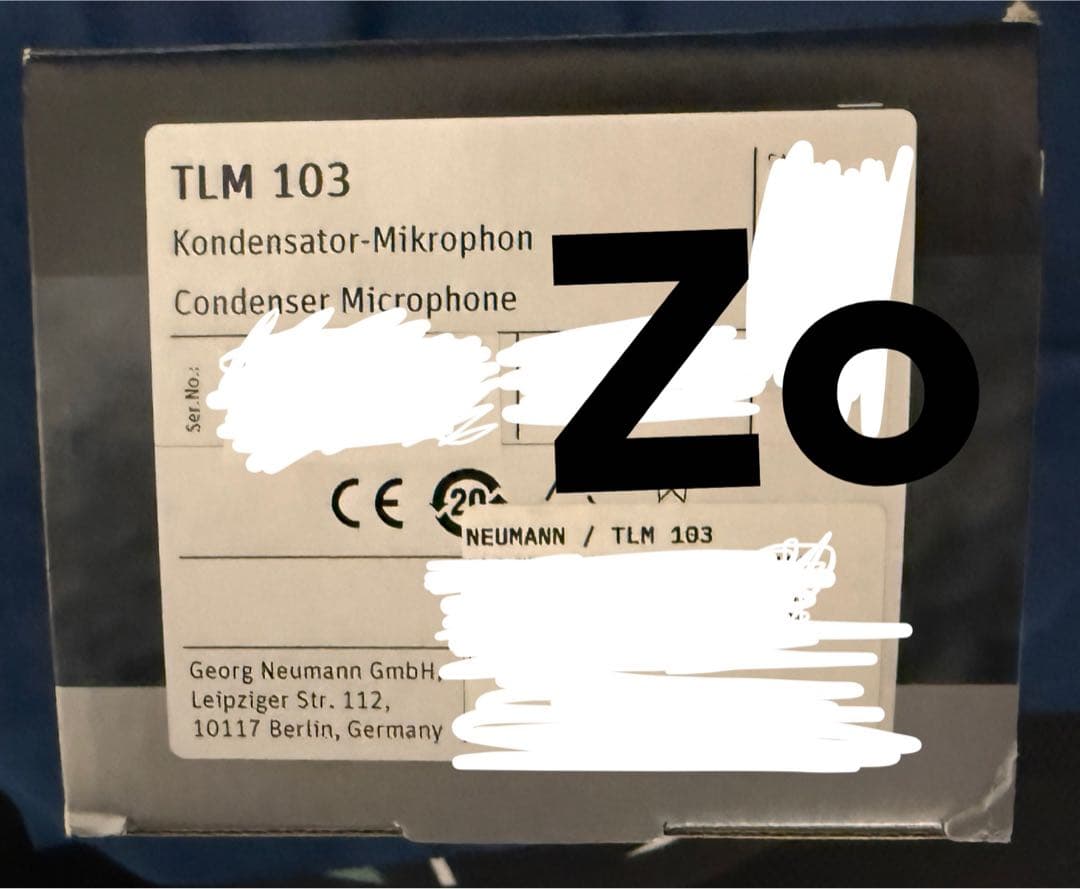 TLM 103
Kondensator-Mikrophon
Condenser Microphone
Ser.No.:
Zo
CE
20
NEUMANN / TLM 103
Georg Neumann GmbH,
Leipziger Str. 112,
10117 Berlin, Germany